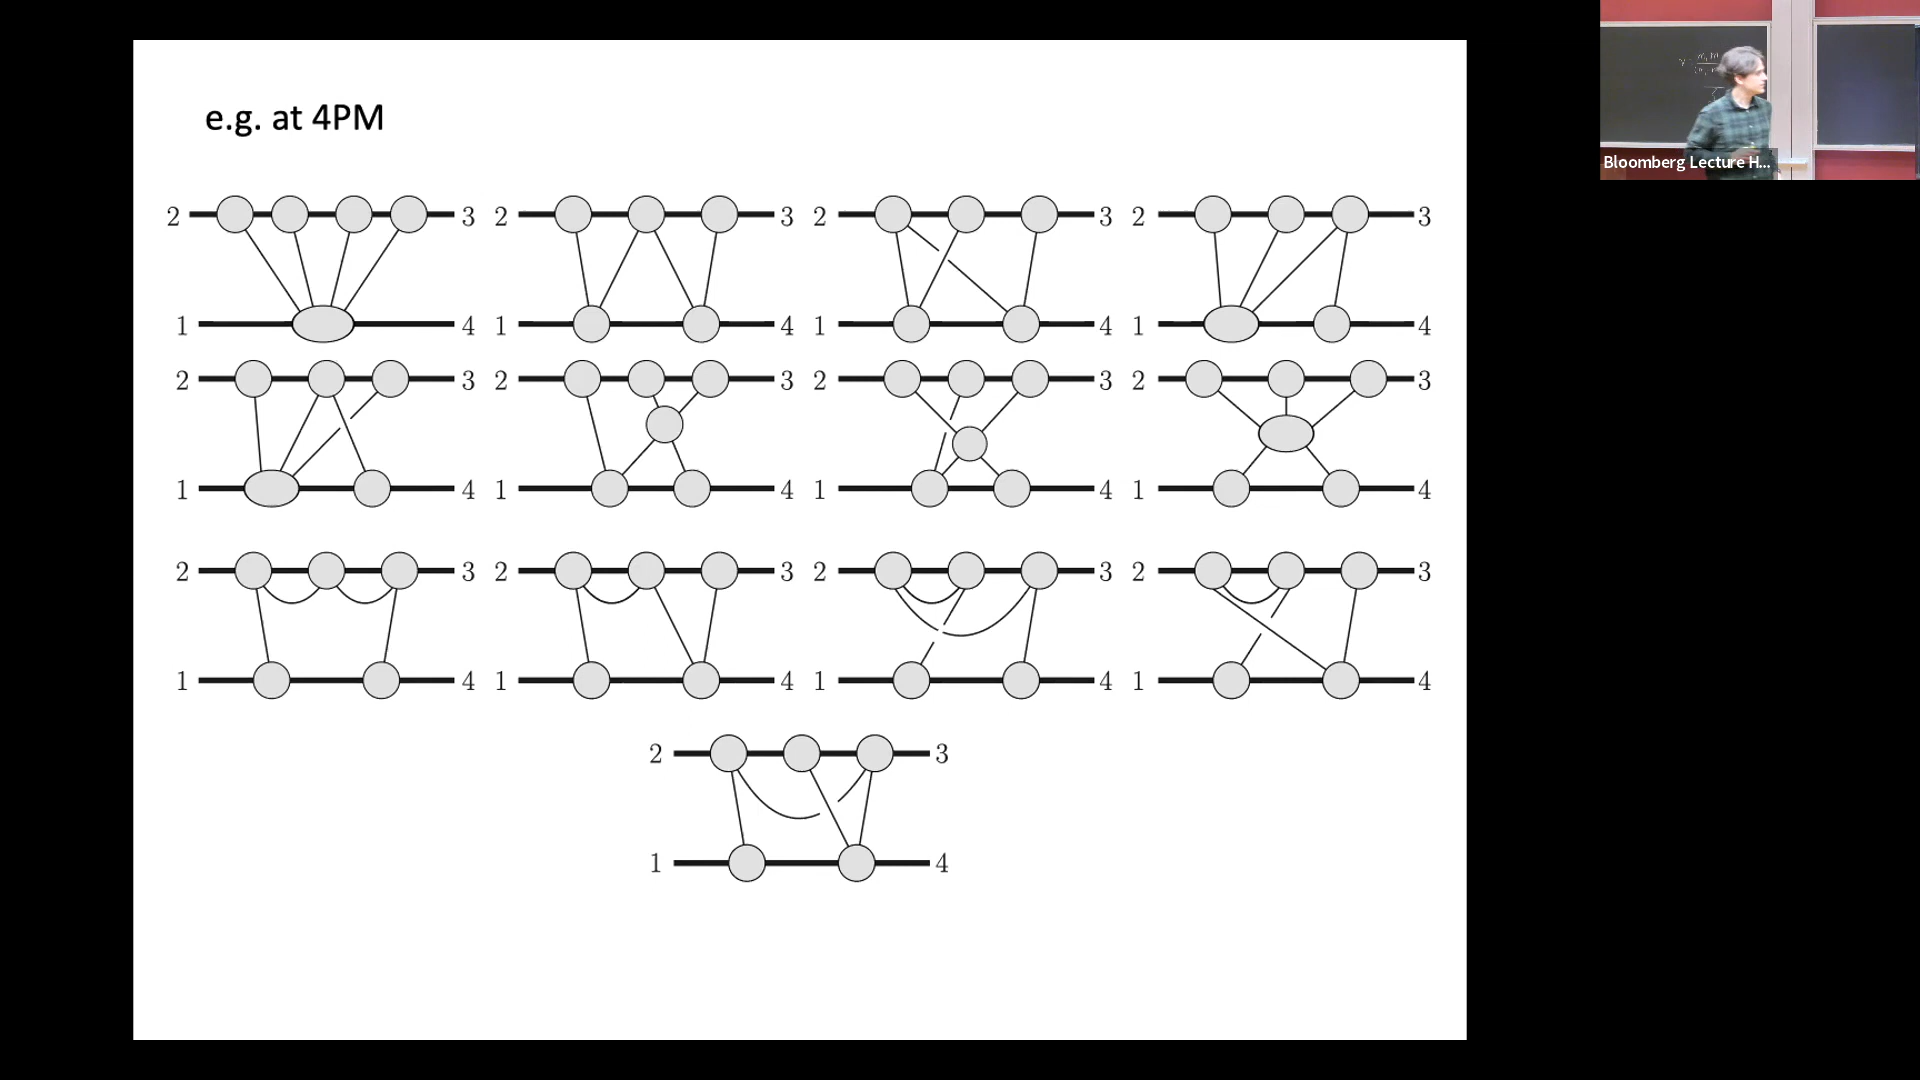 e.g. at 4PM
2 3 2 3 2 3 2 3
1 4 1 4 1 4 1 4
2 3 2 3 2 3 2 3
1 4 1 4 1 4 1 4
2 3 2 3 2 3 2 3
1 4 1 4 1 4 1 4
2 3
1 4
Bloomberg Lecture H...